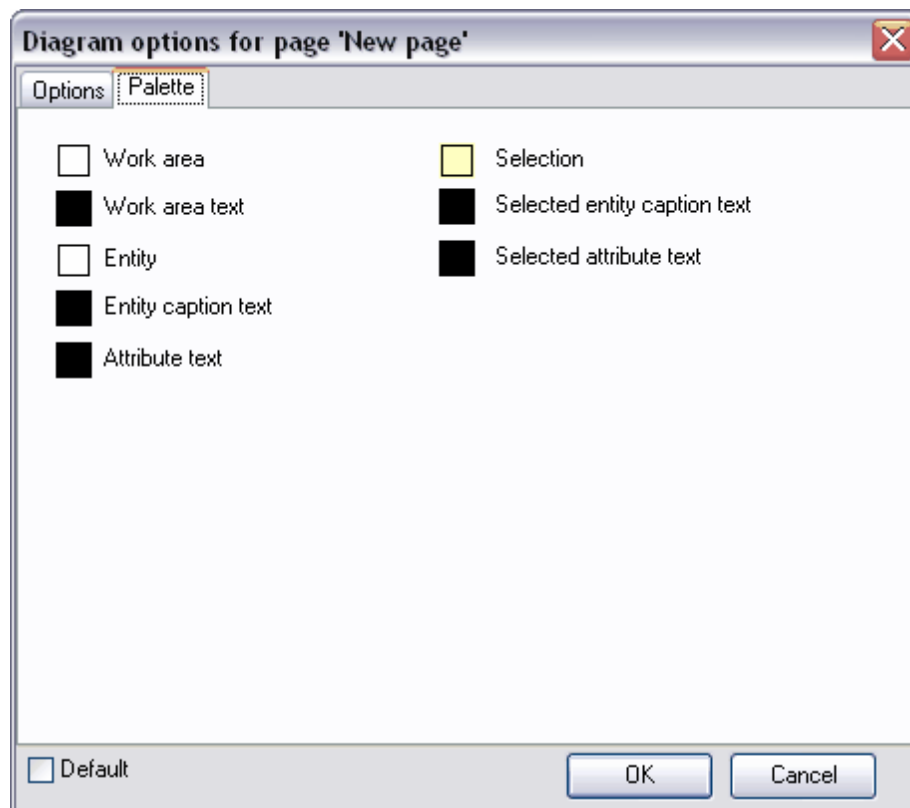 Diagram options for page 'New page'
Options Palette
Work area
Work area text
Entity
Entity caption text
Attribute text
Selection
Selected entity caption text
Selected attribute text
Default
OK
Cancel